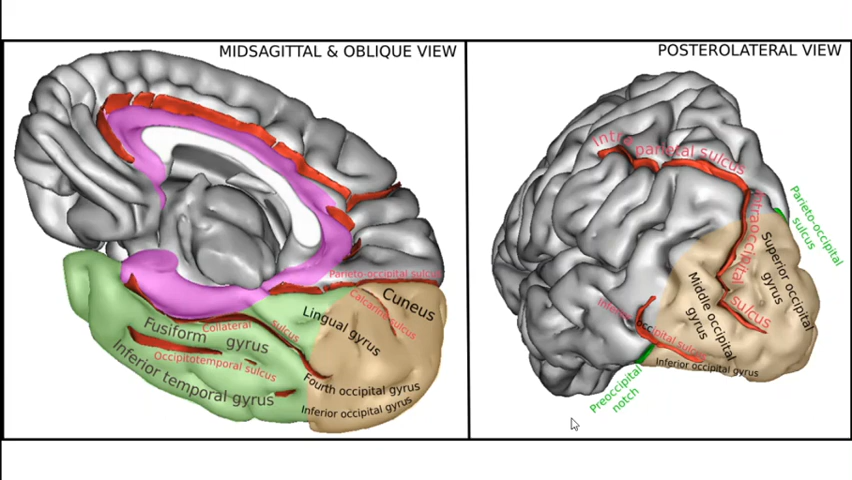 MIDSAGITTAL & OBLIQUE VIEW
Parieto-occipital sulcus
Calcarine sulcus
Cuneus
Lingual gyrus
Collateral sulcus
Fusiform gyrus
Occipitotemporal sulcus
Inferior temporal gyrus
Fourth occipital gyrus
Inferior occipital gyrus
POSTEROLATERAL VIEW
Intra parietal sulcus
Intraoccipital sulcus
Parieto-occipital
sulcus
Superior occipital
gyrus
Middle occipital
gyrus
Inferior occipital sulcus
Inferior occipital gyrus
Preoccipital
notch